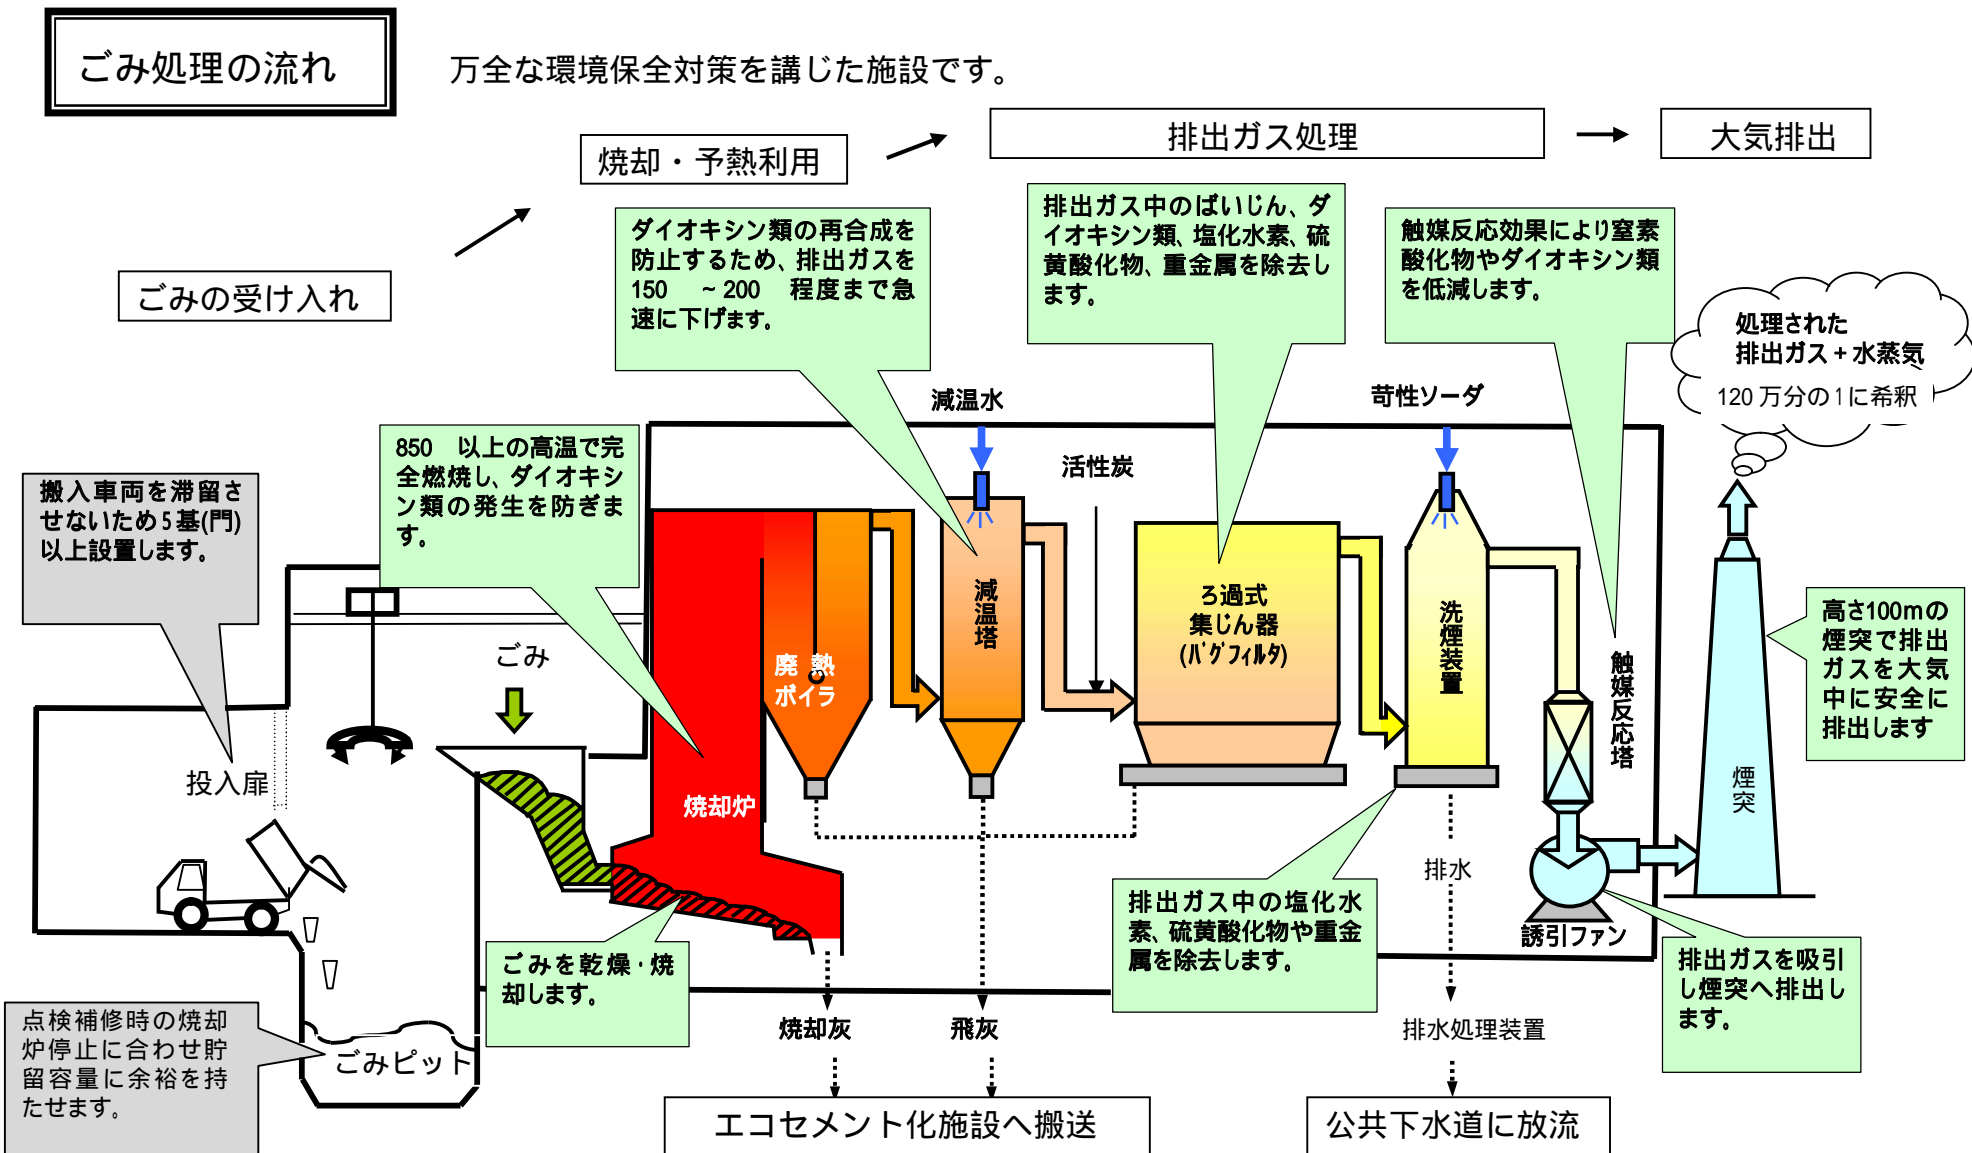 ごみ処理の流れ
万全な環境保全対策を講じた施設です。
ごみの受け入れ
焼却・予熱利用
排出ガス処理
大気排出
ダイオキシン類の再合成を
防止するため、排出ガスを
150 ~200 程度まで急
速に下げます。
排出ガス中のばいじん、ダ
イオキシン類、塩化水素、硫
黄酸化物、重金属を除去し
ます。
触媒反応効果により窒素
酸化物やダイオキシン類
を低減します。
処理された
排出ガス+水蒸気
120万分の1に希釈
減温水
苛性ソーダ
活性炭
850 以上の高温で完
全燃焼し、ダイオキシ
ン類の発生を防ぎま
す。
搬入車両を滞留さ
せないため5基(門)
以上設置します。
ごみ
投入扉
廃熱
ボイラ
焼却炉
減温塔
ろ過式
集じん器
(バグフィルタ)
洗煙装置
触媒反応塔
煙突
高さ100mの
煙突で排出
ガスを大気
中に安全に
排出します
排水
誘引ファン
排出ガス中の塩化水
素、硫黄酸化物や重金
属を除去します。
排出ガスを吸引
し煙突へ排出し
ます。
ごみを乾燥・焼
却します。
点検補修時の焼却
炉停止に合わせ貯
留容量に余裕を持
たせます。
ごみピット
焼却灰
飛灰
排水処理装置
エコセメント化施設へ搬送
公共下水道に放流